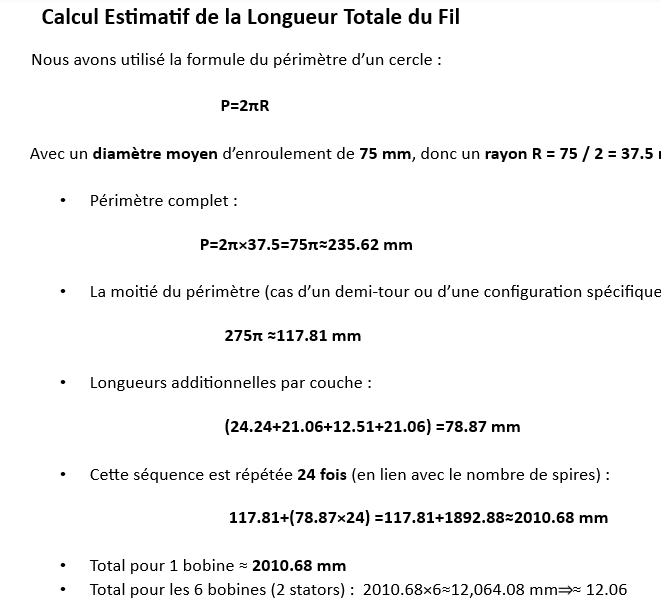 Calcul Estimatif de la Longueur Totale du Fil
Nous avons utilisé la formule du périmètre d’un cercle :
P=2πR
Avec un diamètre moyen d’enroulement de 75 mm, donc un rayon R = 75 / 2 = 37.5
• Périmètre complet :
P=2π×37.5=75π≈235.62 mm
• La moitié du périmètre (cas d’un demi-tour ou d’une configuration spécifique
275π ≈117.81 mm
• Longueurs additionnelles par couche :
(24.24+21.06+12.51+21.06) =78.87 mm
• Cette séquence est répétée 24 fois (en lien avec le nombre de spires) :
117.81+(78.87×24) =117.81+1892.88≈2010.68 mm
• Total pour 1 bobine ≈ 2010.68 mm
• Total pour les 6 bobines (2 stators) : 2010.68×6≈12,064.08 mm⟹≈ 12.06